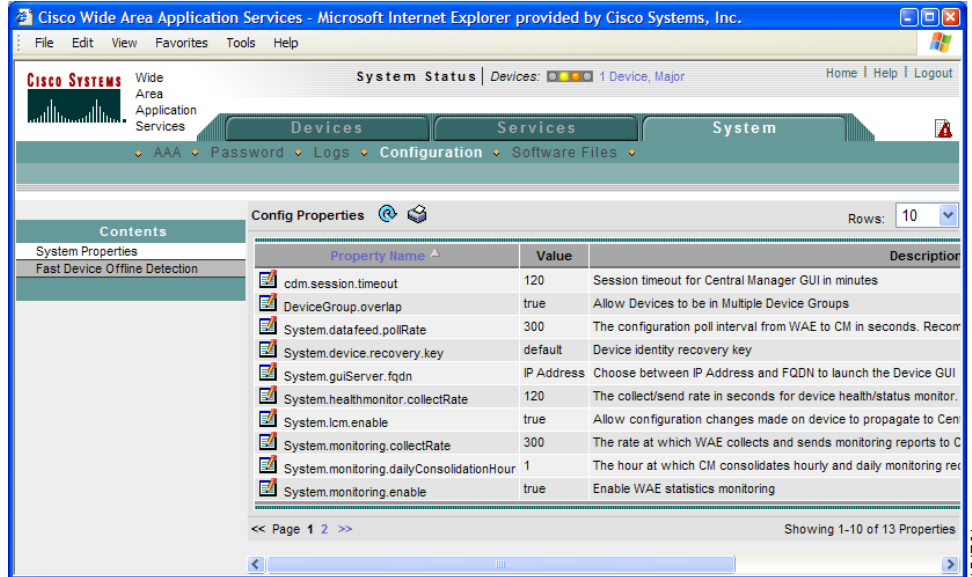 Cisco Wide Area Application Services - Microsoft Internet Explorer provided by Cisco Systems, Inc.
File Edit View Favorites Tools Help
CISCO SYSTEMS
Wide
Area
Application
Services
System Status Devices: 1 Device, Major
Home | Help | Logout
Devices Services System
AAA Password Logs Configuration Software Files
Contents
System Properties
Fast Device Offline Detection
Config Properties
Rows: 10
Property Name Value Description
cdm.session.timeout 120 Session timeout for Central Manager GUI in minutes
DeviceGroup.overlap true Allow Devices to be in Multiple Device Groups
System.datafeed.pollRate 300 The configuration poll interval from WAE to CM in seconds. Recom
System.device.recovery.key default Device identity recovery key
System.guiServer.fqdn IP Address Choose between IP Address and FQDN to launch the Device GUI
System.healthmonitor.collectRate 120 The collect/send rate in seconds for device health/status monitor.
System.lcm.enable true Allow configuration changes made on device to propagate to Cen
System.monitoring.collectRate 300 The rate at which WAE collects and sends monitoring reports to C
System.monitoring.dailyConsolidationHour 1 The hour at which CM consolidates hourly and daily monitoring rec
System.monitoring.enable true Enable WAE statistics monitoring
<< Page 1 2 >>
Showing 1-10 of 13 Properties